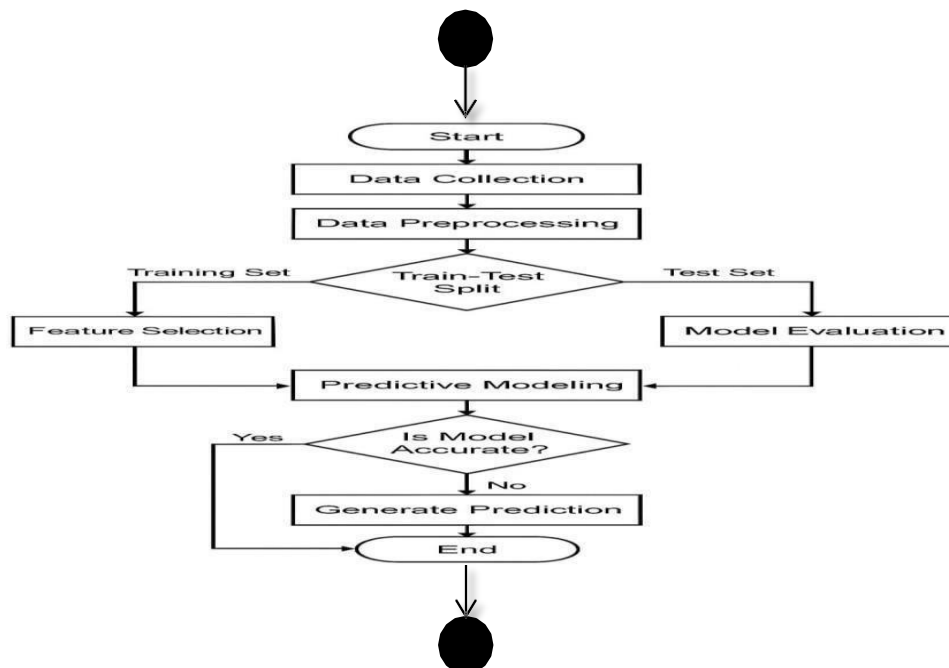 Start
Data Collection
Data Preprocessing
Training Set
Train-Test
Split
Test Set
Feature Selection
Model Evaluation
Predictive Modeling
Yes
Is Model
Accurate?
No
Generate Prediction
End